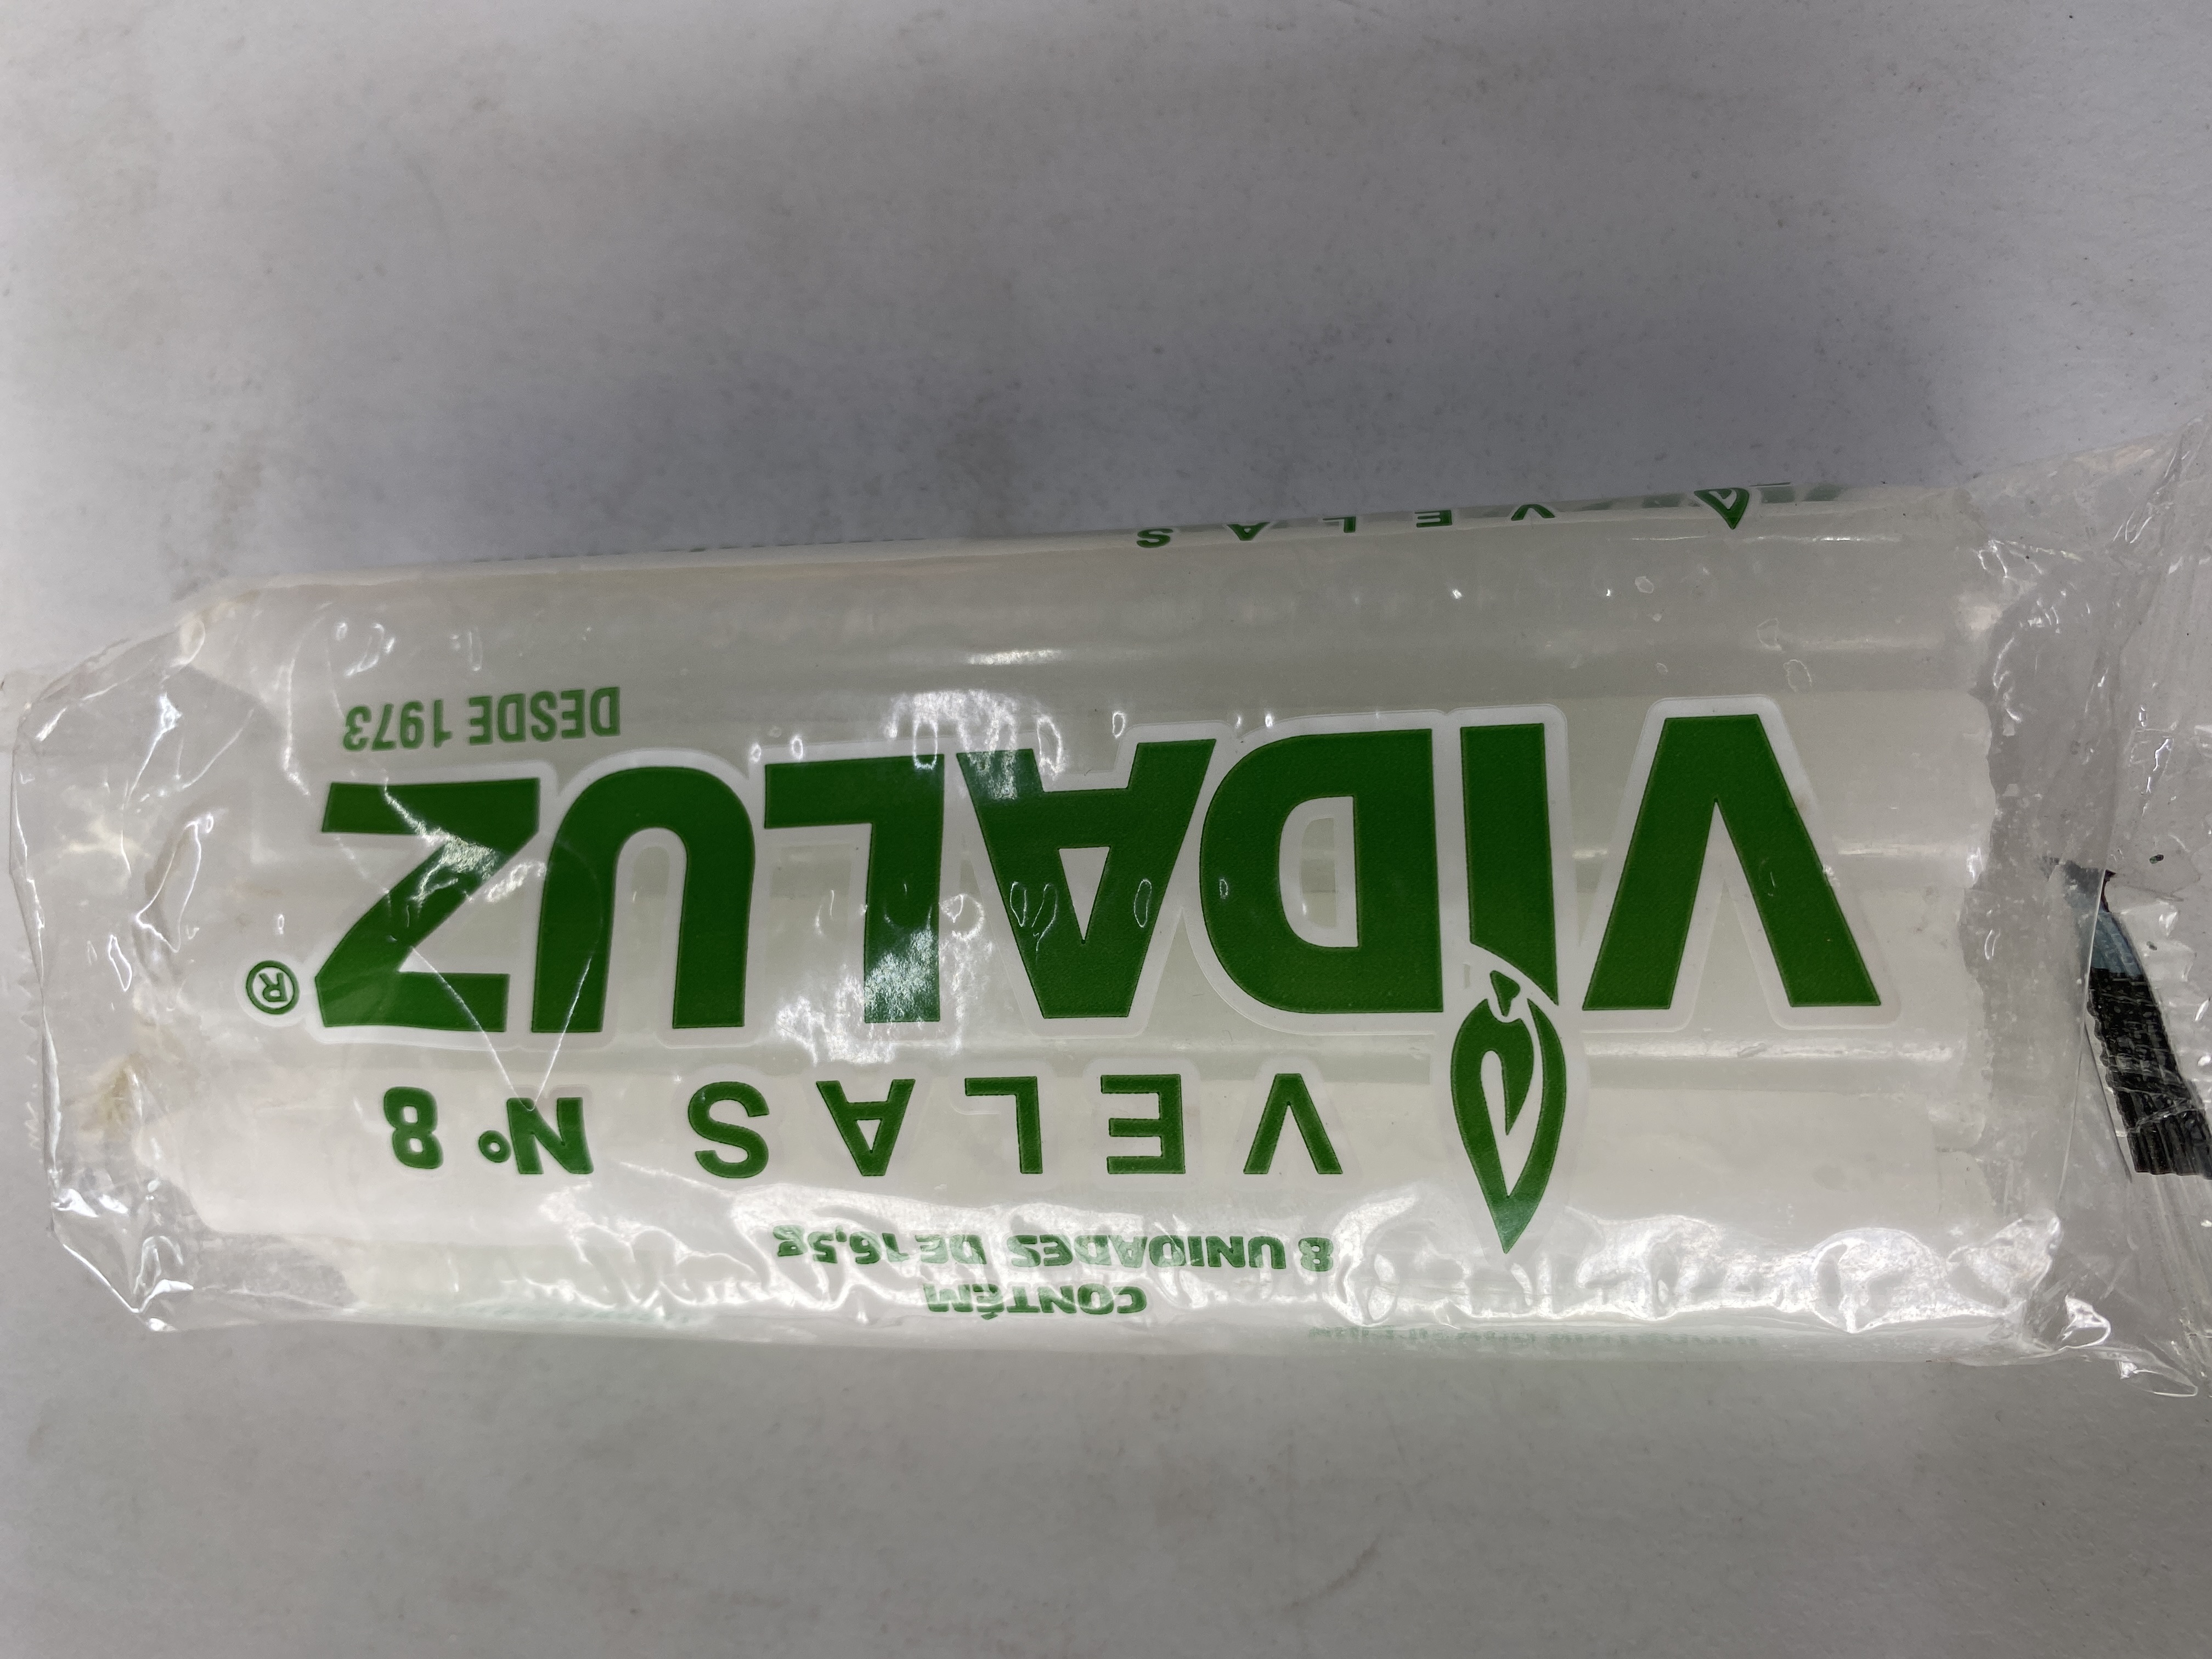 CONTÉM
8 UNIDADES DE 16,5g
VELAS Nº 8
VIDALUZ®
DESDE 1973
VELAS